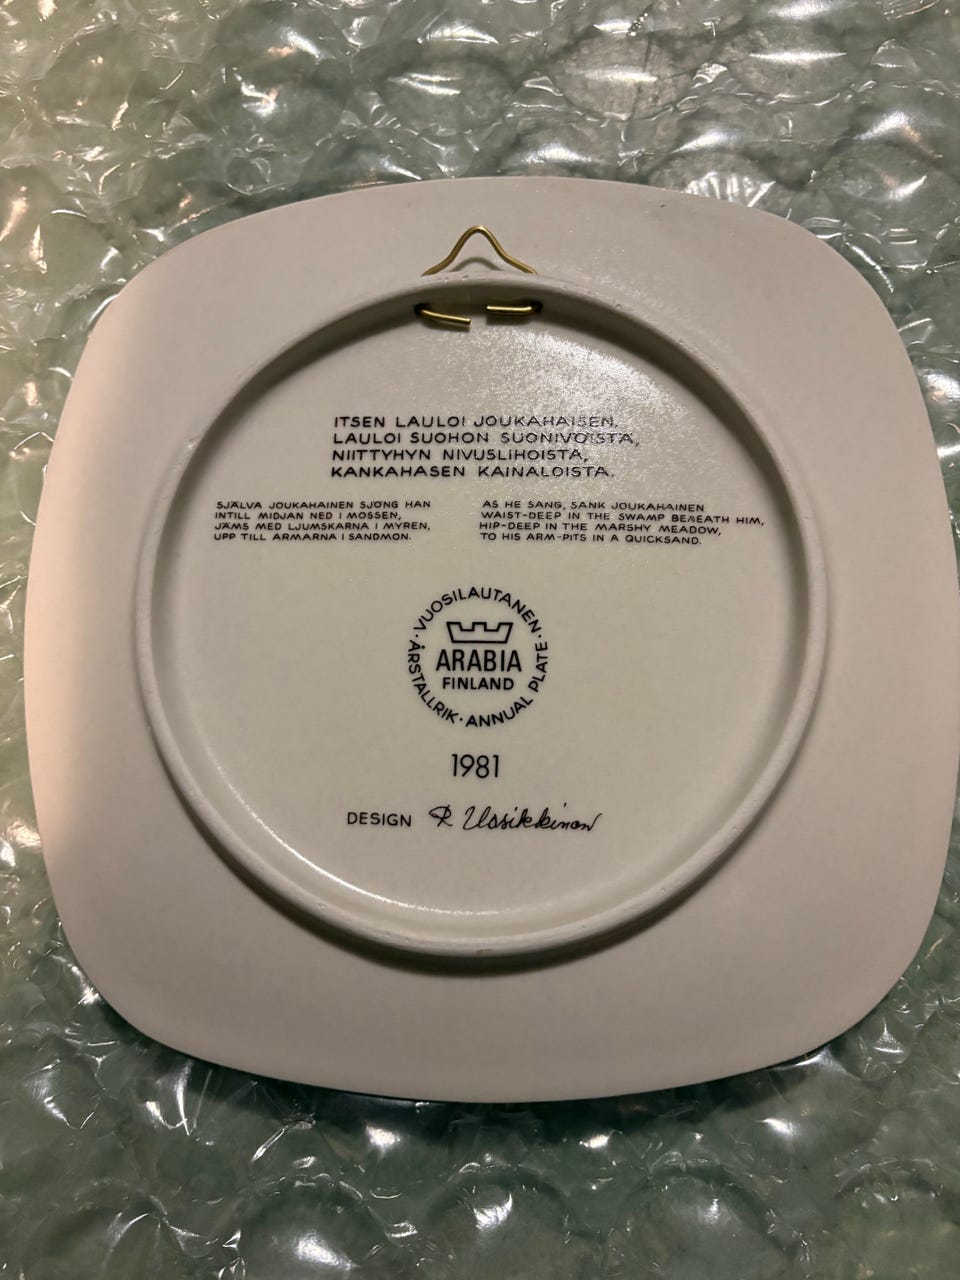 ITSEN LAULOI JOUKAHAISEN,
LAULOI SUOHON SUONIVÖISTÄ,
NIITTYHYN NIVUSLIHOISTA,
KANKAHASEN KAINALOISTA.
SJÄLVA JOUKAHAINEN SJÖNG HAN
INTILL MIDJAN NED I MOSSEN,
JÄMS MED LJUMSKARNA I MYREN,
UPP TILL ARMARNA I SANDMON.
AS HE SANG, SANK JOUKAHAINEN
WAIST-DEEP IN THE SWAMP BENEATH HIM,
HIP-DEEP IN THE MARSHY MEADOW,
TO HIS ARM-PITS IN A QUICKSAND.
· VUOSILAUTANEN · ANNUAL PLATE · ÅRSTALLRIK
ARABIA
FINLAND
1981
DESIGN R. Uosikkinen